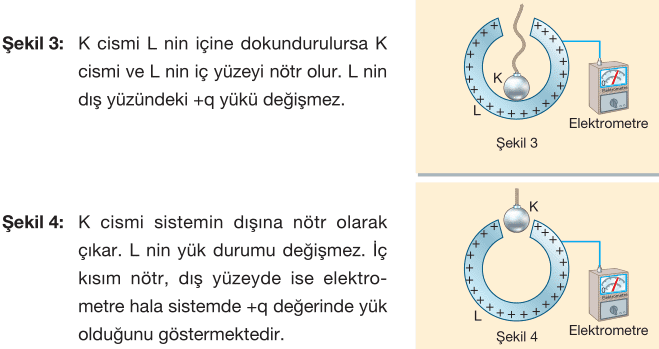 Şekil 3: K cismi L nin içine dokundurulursa K
cismi ve L nin iç yüzeyi nötr olur. L nin
dış yüzündeki +q yükü değişmez.
K
L
Elektrometre
Şekil 3
Şekil 4: K cismi sistemin dışına nötr olarak
çıkar. L nin yük durumu değişmez. İç
kısım nötr, dış yüzeyde ise elektro-
metre hala sistemde +q değerinde yük
olduğunu göstermektedir.
K
L
Elektrometre
Şekil 4